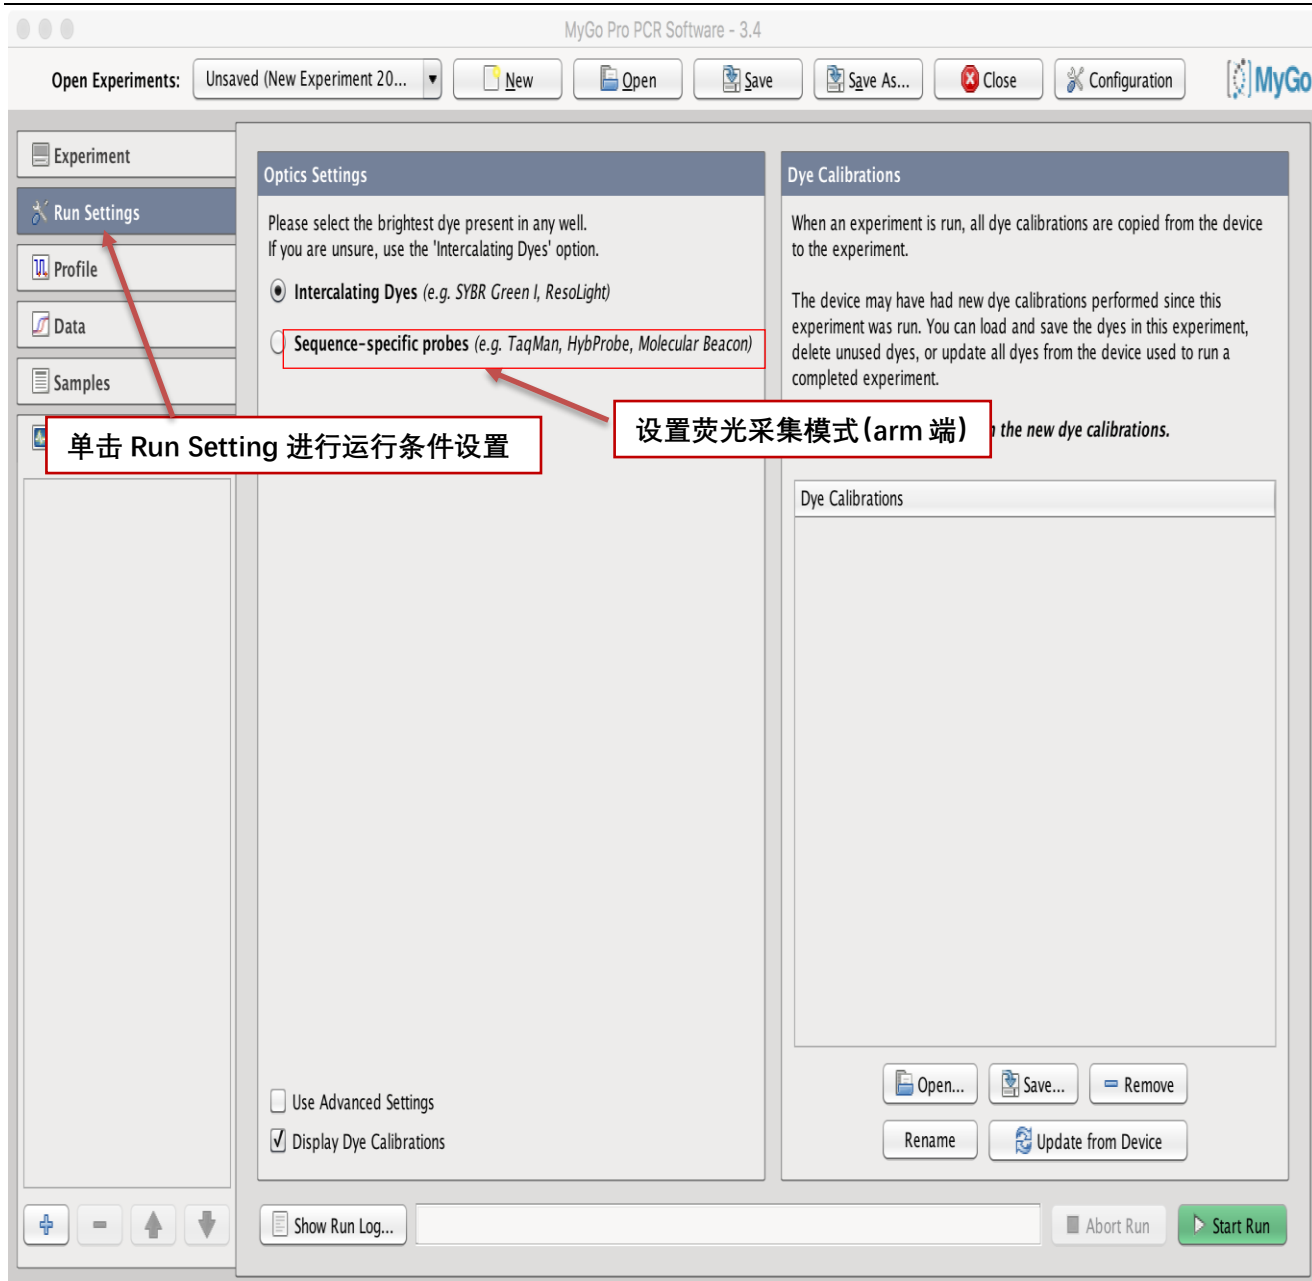 MyGo Pro PCR Software - 3.4
Open Experiments: Unsaved (New Experiment 20... New Open Save Save As... Close Configuration MyGo
Experiment
Run Settings
Profile
Data
Samples
Optics Settings
Please select the brightest dye present in any well.
If you are unsure, use the 'Intercalating Dyes' option.
Intercalating Dyes (e.g. SYBR Green I, ResoLight)
Sequence-specific probes (e.g. TaqMan, HybProbe, Molecular Beacon)
单击 Run Setting 进行运行条件设置
设置荧光采集模式(arm 端)
Use Advanced Settings
Display Dye Calibrations
Dye Calibrations
When an experiment is run, all dye calibrations are copied from the device
to the experiment.
The device may have had new dye calibrations performed since this
experiment was run. You can load and save the dyes in this experiment,
delete unused dyes, or update all dyes from the device used to run a
completed experiment.
the new dye calibrations.
Dye Calibrations
Open... Save... Remove
Rename Update from Device
Show Run Log... Abort Run Start Run